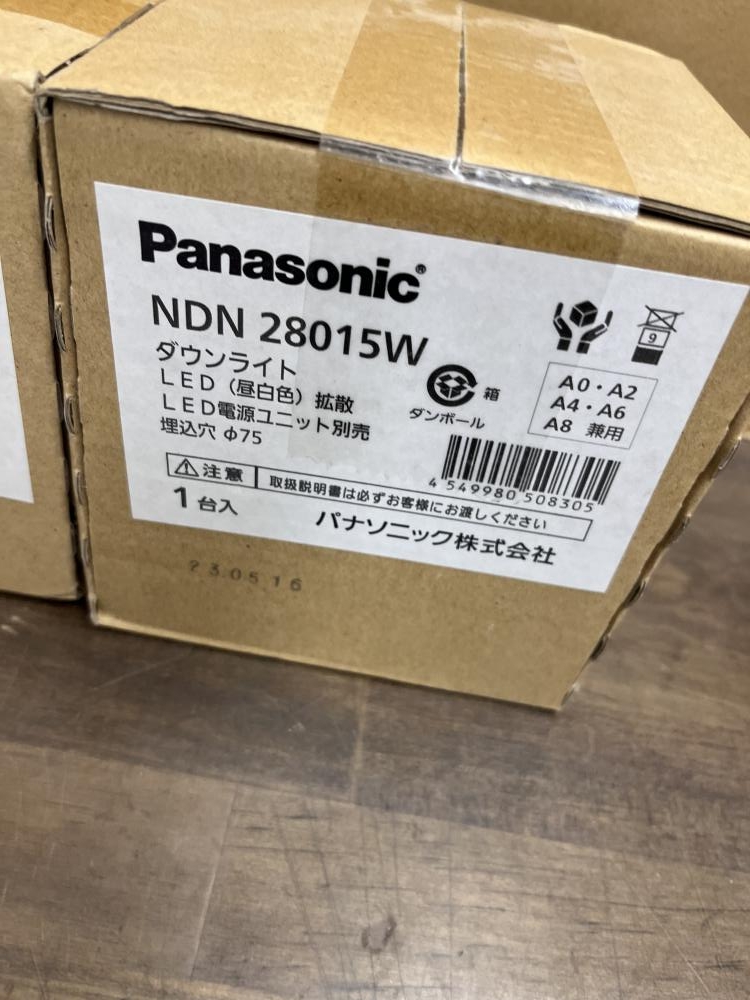 Panasonic®
NDN 28015W
ダウンライト
LED（昼白色）拡散
LED電源ユニット別売
埋込穴 φ75
箱
ダンボール
9
A0・A2
A4・A6
A8 兼用
4 549980 508305
注意 取扱説明書は必ずお客様にお渡しください
1台入
パナソニック株式会社
230516